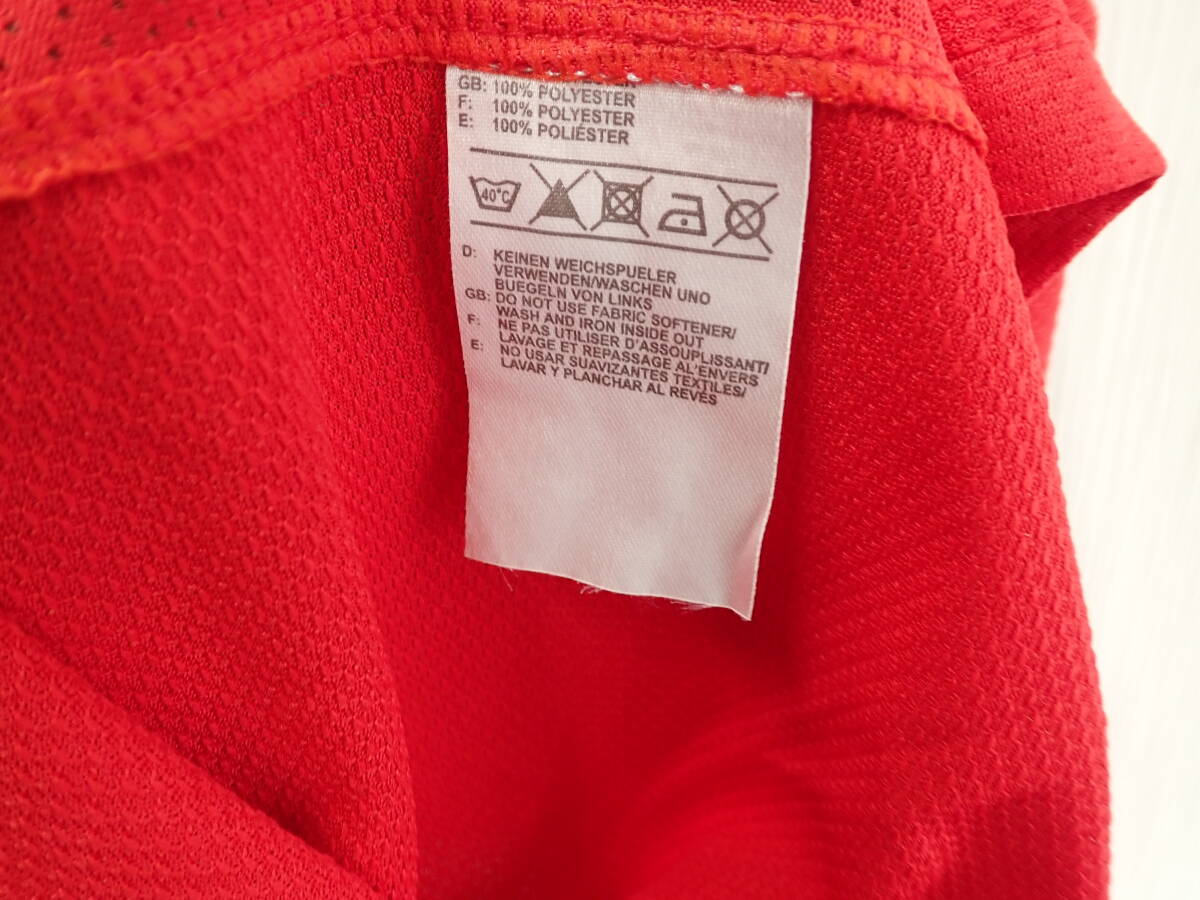 GB: 100% POLYESTER
F: 100% POLYESTER
E: 100% POLIÉSTER
40°C
D: KEINEN WEICHSPUELER
VERWENDEN/WASCHEN UND
BUEGELN VON LINKS
GB: DO NOT USE FABRIC SOFTENER/
WASH AND IRON INSIDE OUT
F: NE PAS UTILISER D'ASSOUPLISSANT/
LAVAGE ET REPASSAGE AL'ENVERS
E: NO USAR SUAVIZANTES TEXTILES/
LAVAR Y PLANCHAR AL REVÉS